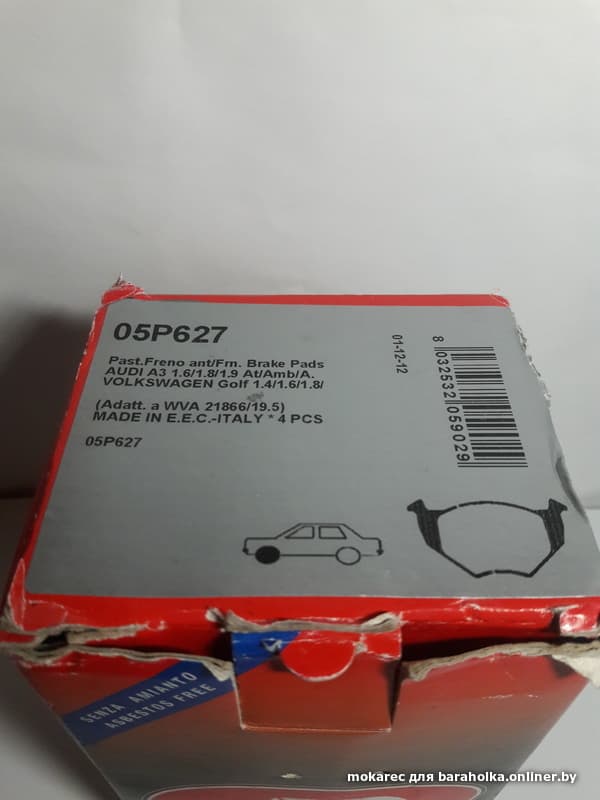 05P627
Past.Freno ant/Frn. Brake Pads
AUDI A3 1.6/1.8/1.9 At/Amb/A.
VOLKSWAGEN Golf 1.4/1.6/1.8/
(Adatt. a WVA 21866/19.5)
MADE IN E.E.C.-ITALY * 4 PCS
05P627
01-12-12
8 032532 059029
SENZA AMIANTO
ASBESTOS FREE
mokarec для baraholka.onliner.by